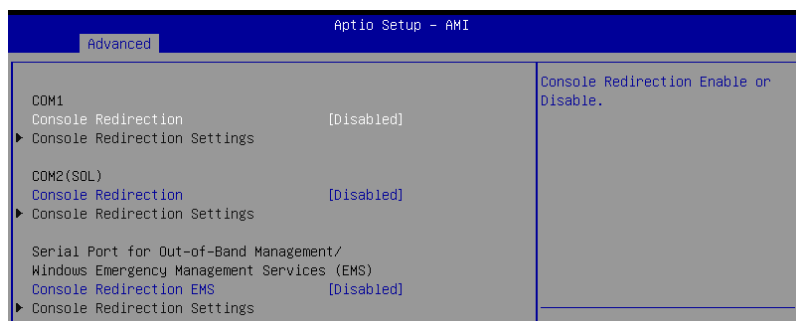 Aptio Setup – AMI
Advanced
COM1
Console Redirection [Disabled]
Console Redirection Settings
COM2(SOL)
Console Redirection [Disabled]
Console Redirection Settings
Serial Port for Out-of-Band Management/
Windows Emergency Management Services (EMS)
Console Redirection EMS [Disabled]
Console Redirection Settings
Console Redirection Enable or
Disable.